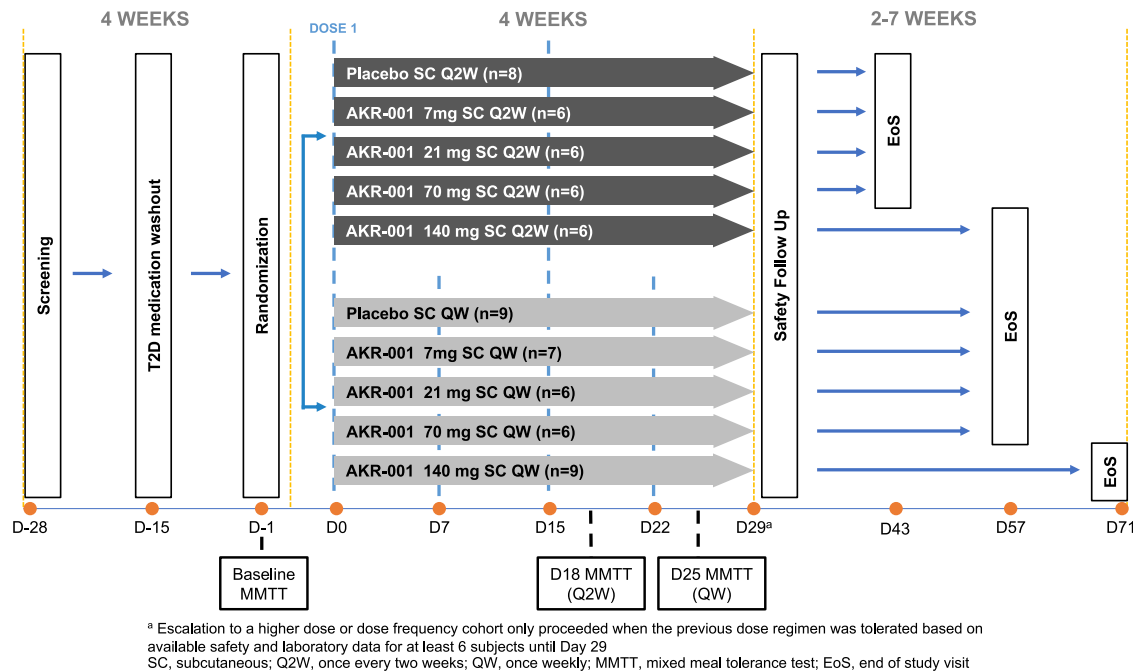 4 WEEKS
4 WEEKS
2-7 WEEKS
DOSE 1
Screening
T2D medication washout
Randomization
Placebo SC Q2W (n=8)
AKR-001 7mg SC Q2W (n=6)
AKR-001 21 mg SC Q2W (n=6)
AKR-001 70 mg SC Q2W (n=6)
AKR-001 140 mg SC Q2W (n=6)
Placebo SC QW (n=9)
AKR-001 7mg SC QW (n=7)
AKR-001 21 mg SC QW (n=6)
AKR-001 70 mg SC QW (n=6)
AKR-001 140 mg SC QW (n=9)
Safety Follow Up
EoS
EoS
EoS
D-28
D-15
D-1
D0
D7
D15
D22
D29ª
D43
D57
D71
Baseline
MMTT
D18 MMTT
(Q2W)
D25 MMTT
(QW)
ª Escalation to a higher dose or dose frequency cohort only proceeded when the previous dose regimen was tolerated based on
available safety and laboratory data for at least 6 subjects until Day 29
SC, subcutaneous; Q2W, once every two weeks; QW, once weekly; MMTT, mixed meal tolerance test; EoS, end of study visit